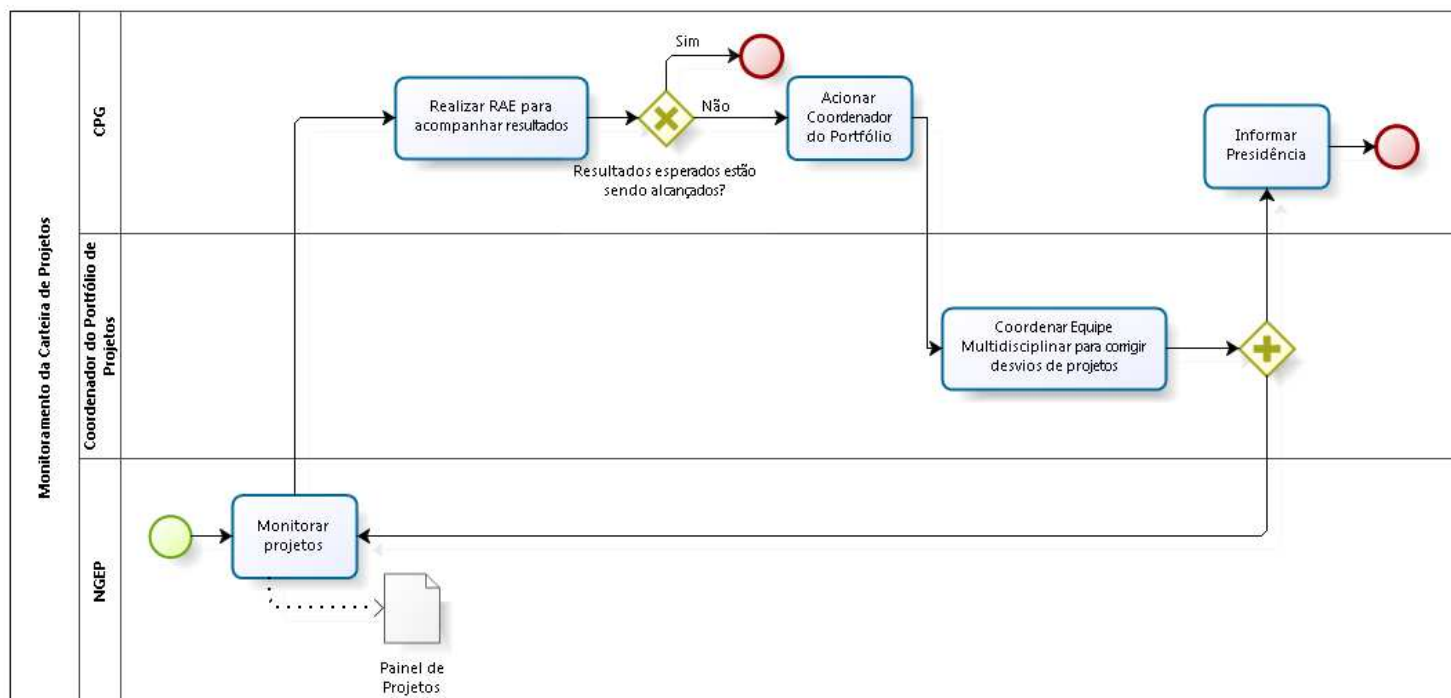 Monitoramento da Carteira de Projetos
CPG
Realizar RAE para
acompanhar resultados
Sim
Não
Resultados esperados estão
sendo alcançados?
Acionar
Coordenador
do Portfólio
Informar
Presidência
Coordenador do Portfólio de
Projetos
Coordenar Equipe
Multidisciplinar para corrigir
desvios de projetos
NGEP
Monitorar
projetos
Painel de
Projetos